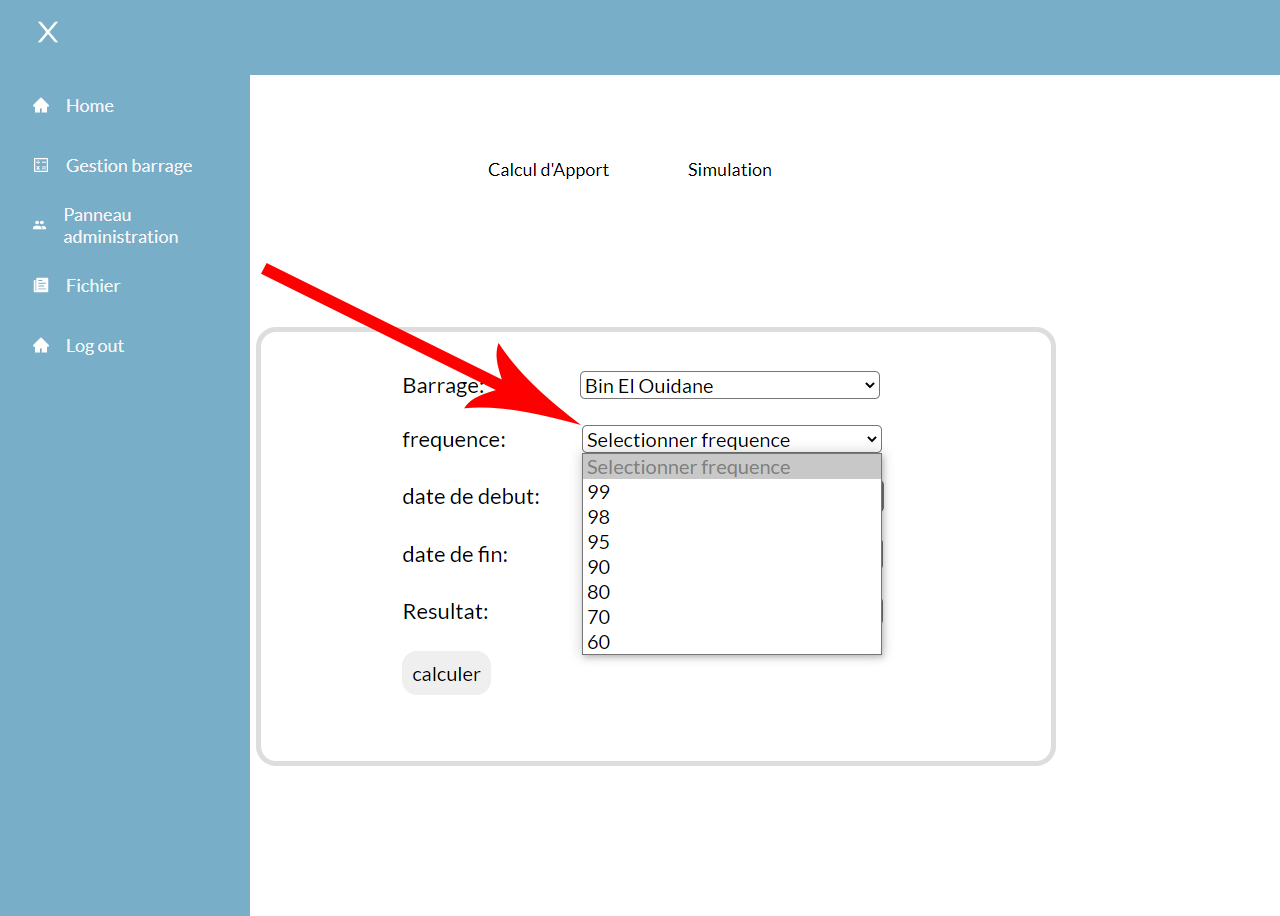 Home
Gestion barrage
Panneau
administration
Fichier
Log out
Calcul d'Apport
Simulation
Barrage:
Bin El Ouidane
frequence:
Selectionner frequence
Selectionner frequence
99
98
95
90
80
70
60
date de debut:
date de fin:
Resultat:
calculer